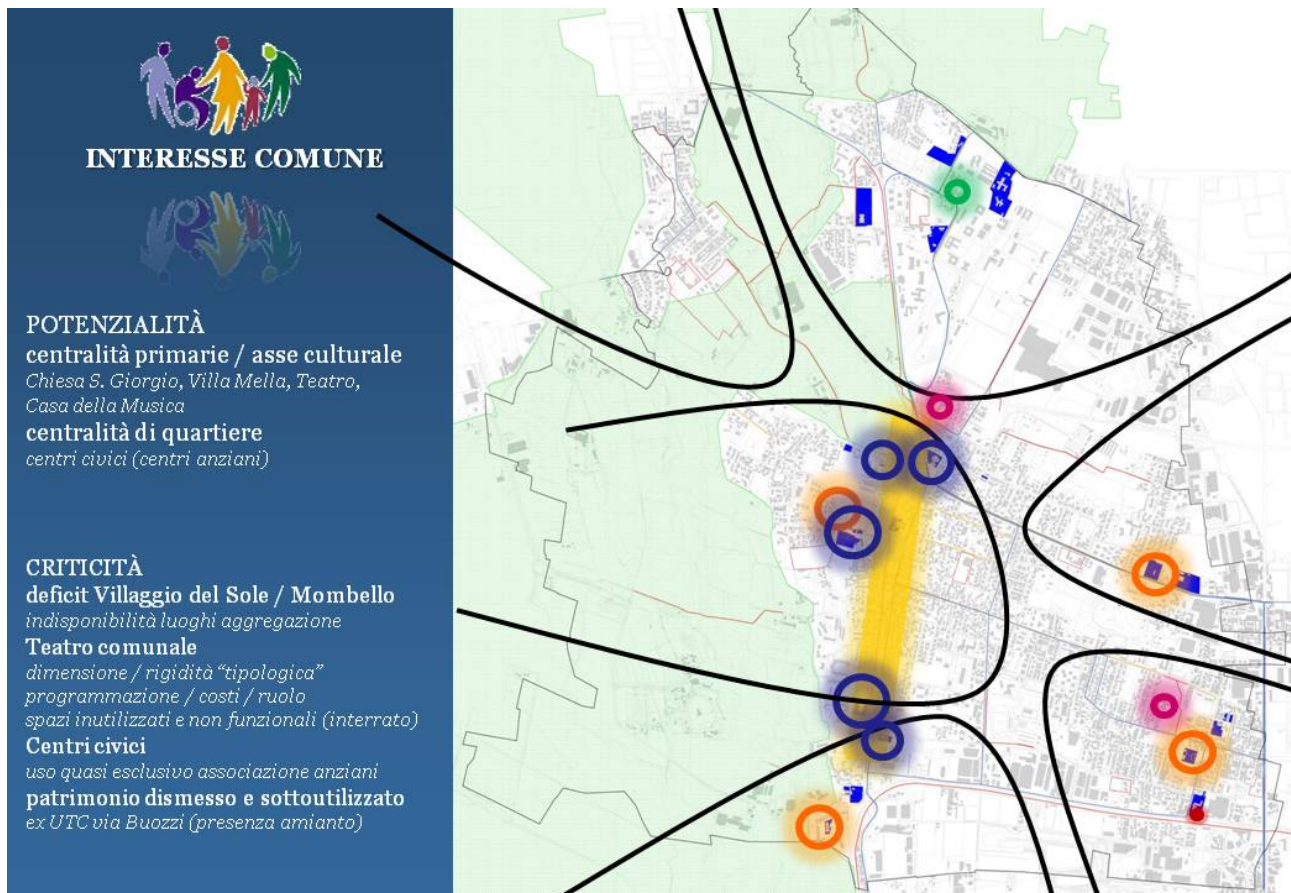 INTERESSE COMUNE
POTENZIALITÀ
centralità primarie / asse culturale
Chiesa S. Giorgio, Villa Mella, Teatro,
Casa della Musica
centralità di quartiere
centri civici (centri anziani)
CRITICITÀ
deficit Villaggio del Sole / Mombello
indisponibilità luoghi aggregazione
Teatro comunale
dimensione / rigidità “tipologica”
programmazione / costi / ruolo
spazi inutilizzati e non funzionali (interrato)
Centri civici
uso quasi esclusivo associazione anziani
patrimonio dismesso e sottoutilizzato
ex UTC via Buozzi (presenza amianto)